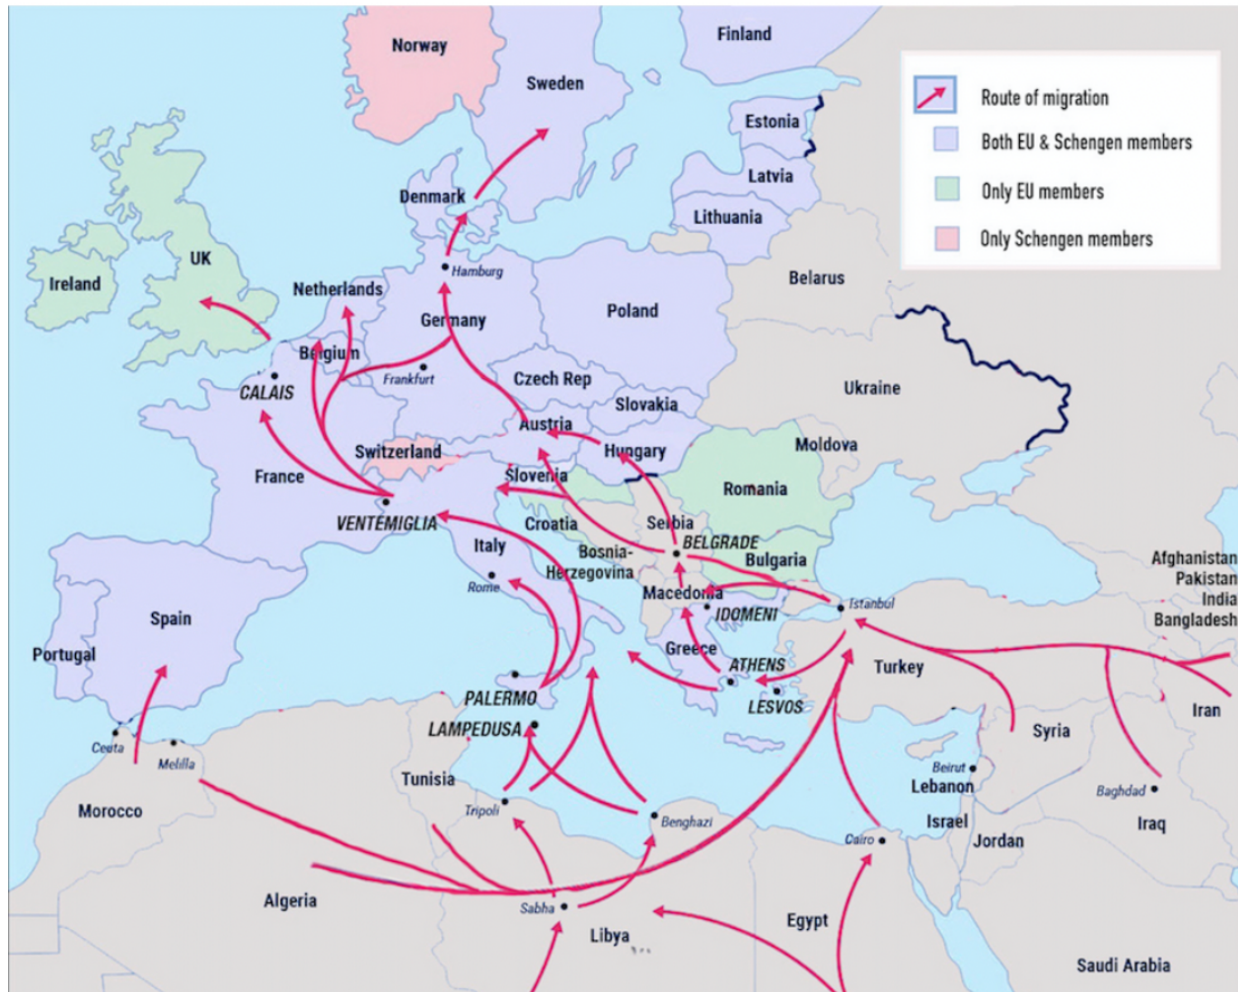 Norway
Finland
Sweden
Route of migration
Estonia
Both EU & Schengen members
Latvia
Only EU members
Denmark
Lithuania
Only Schengen members
UK
Ireland
Hamburg
Belarus
Netherlands
Germany
Poland
Belgium
Frankfurt
Czech Rep
CALAIS
Ukraine
Slovakia
Austria
Switzerland
Hungary
Moldova
France
Slovenia
Romania
VENTEMIGLIA
Croatia
Serbia
Italy
BELGRADE
Bosnia-
Herzegovina
Bulgaria
Afghanistan
Pakistan
India
Bangladesh
Rome
Macedonia
Istanbul
IDOMENI
Spain
Portugal
Greece
ATHENS
Turkey
PALERMO
LESVOS
Iran
LAMPEDUSA
Syria
Ceuta
Melilla
Tunisia
Beirut
Lebanon
Baghdad
Morocco
Tripoli
Benghazi
Israel
Iraq
Cairo
Jordan
Algeria
Sabha
Egypt
Libya
Saudi Arabia